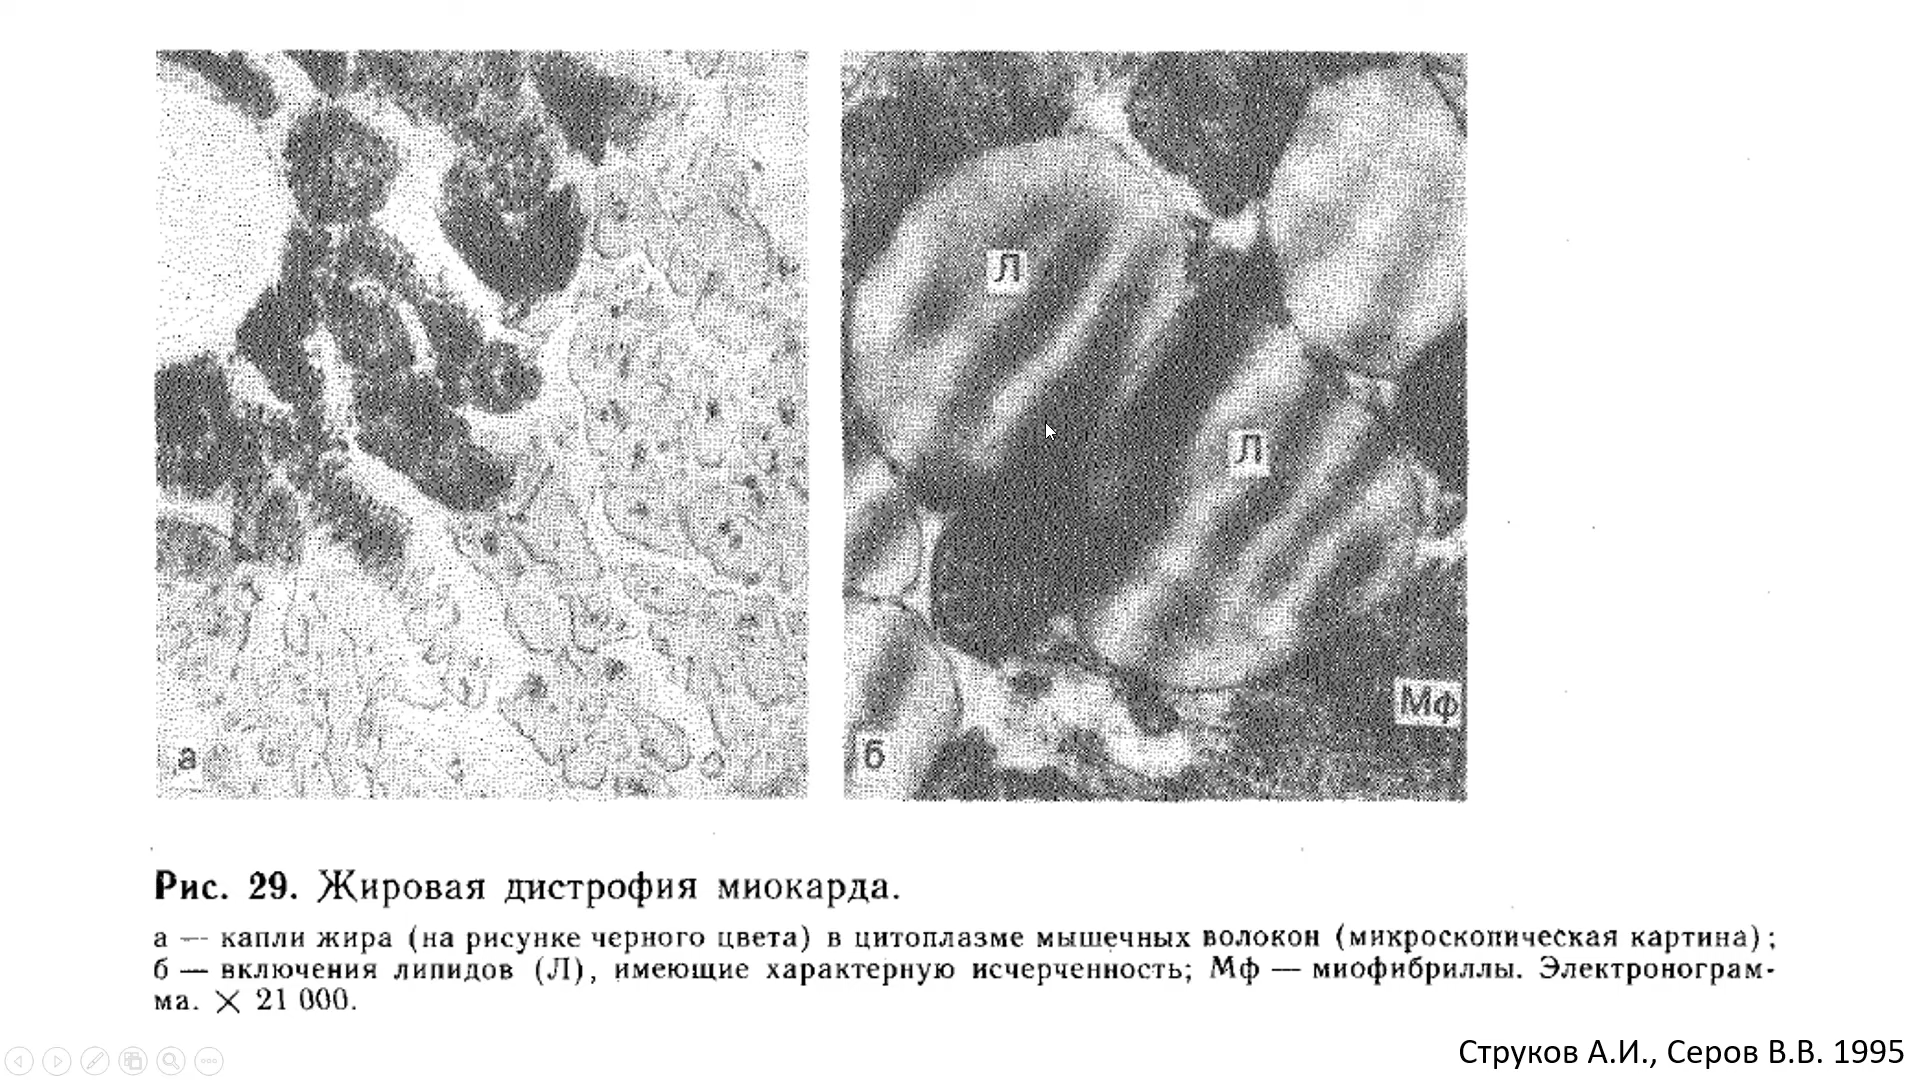 Л
Л
Мф
а
б
Рис. 29. Жировая дистрофия миокарда.
а — капли жира (на рисунке черного цвета) в цитоплазме мышечных волокон (микроскопическая картина);
б — включения липидов (Л), имеющие характерную исчерченность; Мф — миофибриллы. Электронограм-
ма. × 21 000.
Струков А.И., Серов В.В. 1995